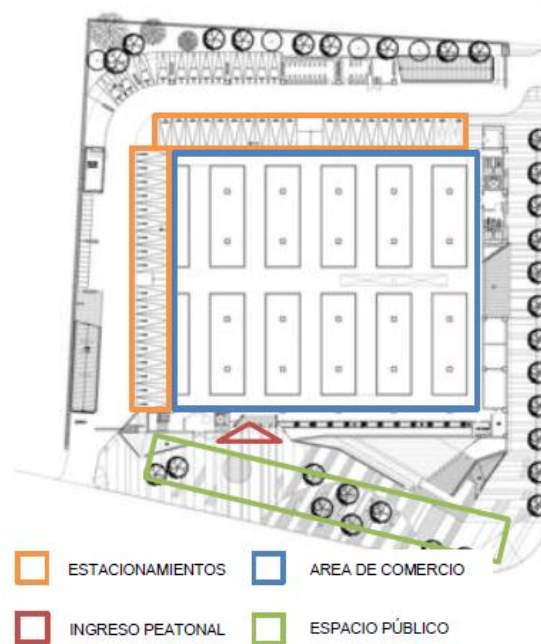 ESTACIONAMIENTOS
AREA DE COMERCIO
INGRESO PEATONAL
ESPACIO PÚBLICO